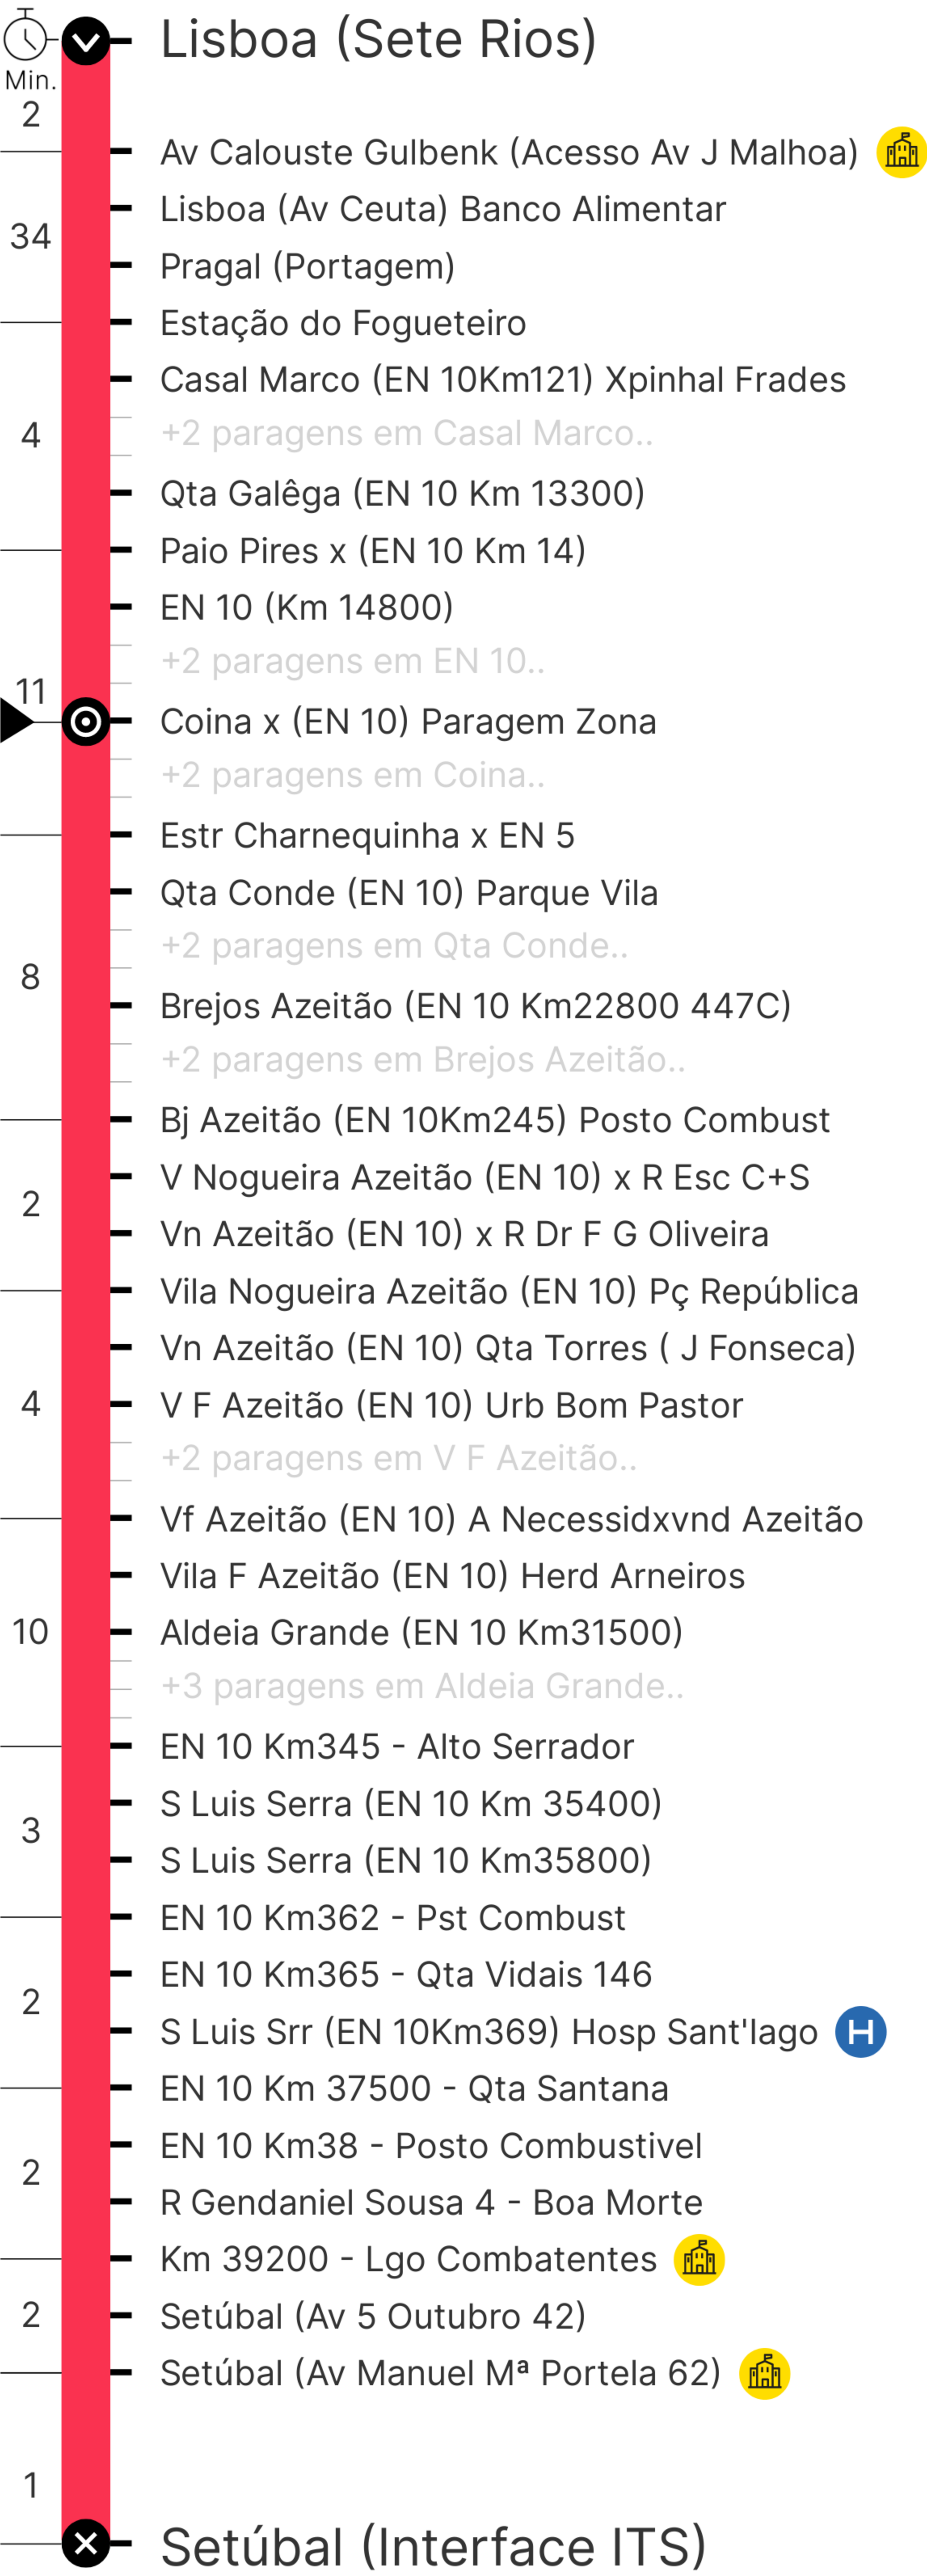 Lisboa (Sete Rios)
Min.
2
Av Calouste Gulbenk (Acesso Av J Malhoa)
Lisboa (Av Ceuta) Banco Alimentar
34
Pragal (Portagem)
Estação do Fogueteiro
Casal Marco (EN 10Km121) Xpinhal Frades
+2 paragens em Casal Marco..
4
Qta Galêga (EN 10 Km 13300)
Paio Pires x (EN 10 Km 14)
EN 10 (Km 14800)
+2 paragens em EN 10..
11
Coina x (EN 10) Paragem Zona
+2 paragens em Coina..
Estr Charnequinha x EN 5
Qta Conde (EN 10) Parque Vila
+2 paragens em Qta Conde..
8
Brejos Azeitão (EN 10 Km22800 447C)
+2 paragens em Brejos Azeitão..
Bj Azeitão (EN 10Km245) Posto Combust
V Nogueira Azeitão (EN 10) x R Esc C+S
2
Vn Azeitão (EN 10) x R Dr F G Oliveira
Vila Nogueira Azeitão (EN 10) Pç República
Vn Azeitão (EN 10) Qta Torres ( J Fonseca)
4
V F Azeitão (EN 10) Urb Bom Pastor
+2 paragens em V F Azeitão..
Vf Azeitão (EN 10) A Necessidxvnd Azeitão
Vila F Azeitão (EN 10) Herd Arneiros
10
Aldeia Grande (EN 10 Km31500)
+3 paragens em Aldeia Grande..
EN 10 Km345 - Alto Serrador
S Luis Serra (EN 10 Km 35400)
3
S Luis Serra (EN 10 Km35800)
EN 10 Km362 - Pst Combust
EN 10 Km365 - Qta Vidais 146
2
S Luis Srr (EN 10Km369) Hosp Sant'Iago H
EN 10 Km 37500 - Qta Santana
EN 10 Km38 - Posto Combustivel
2
R Gendaniel Sousa 4 - Boa Morte
Km 39200 - Lgo Combatentes
2
Setúbal (Av 5 Outubro 42)
Setúbal (Av Manuel Mª Portela 62)
1
Setúbal (Interface ITS)